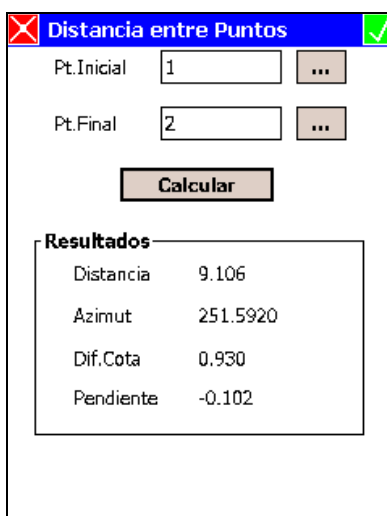 Distancia entre Puntos
Pt.Inicial 1 ...
Pt.Final 2 ...
Calcular
Resultados
Distancia 9.106
Azimut 251.5920
Dif.Cota 0.930
Pendiente -0.102